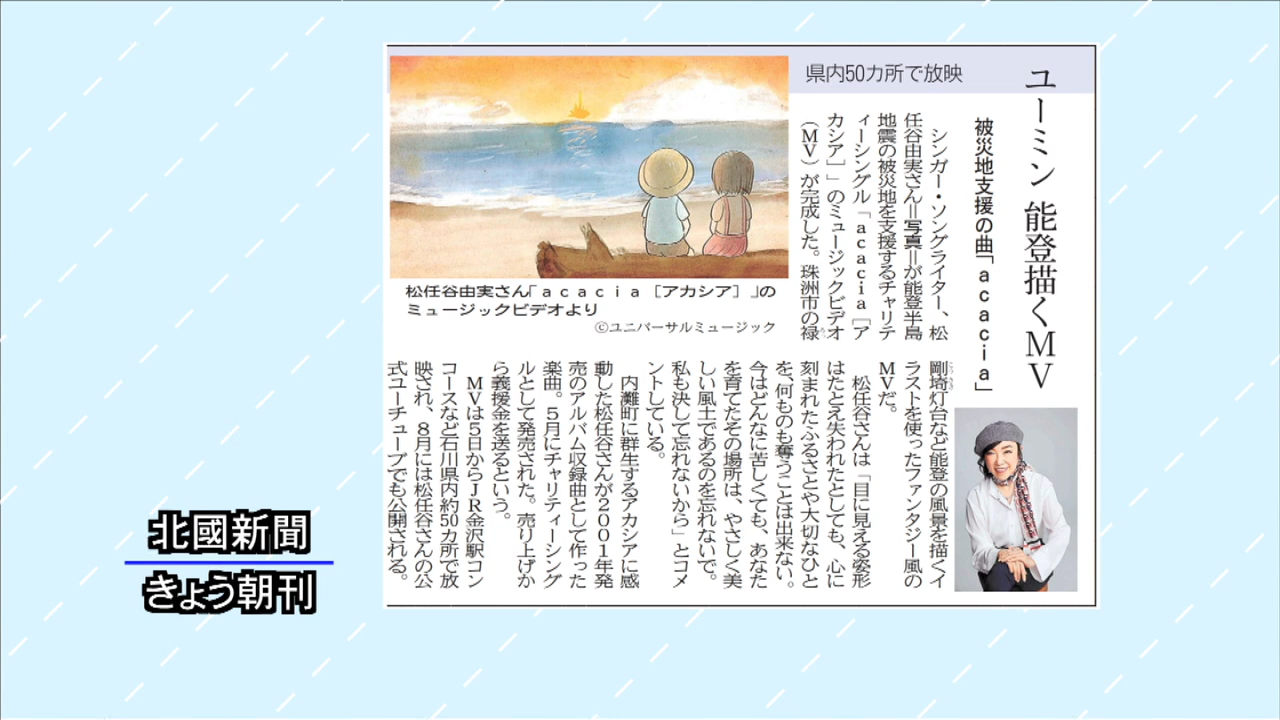 県内50カ所で放映
ユーミン 能登描くMV
被災地支援の曲「acacia」
シンガー・ソングライター、松
任谷由実さん＝写真＝が能登半島
地震の被災地を支援するチャリテ
ィーシングル「acacia［ア
カシア］」のミュージックビデオ
（MV）が完成した。珠洲市の禄
剛埼灯台など能登の風景を描くイ
ラストを使ったファンタジー風の
MVだ。
松任谷さんは「目に見える姿形
はたとえ失われたとしても、心に
刻まれたふるさとや大切なひと
を、何ものも奪うことは出来ない。
今はどんなに苦しくても、あなた
を育てたその場所は、やさしく美
しい風土であるのを忘れないで。
私も決して忘れないから」とコメ
ントしている。
内灘町に群生するアカシアに感
動した松任谷さんが2001年発
売のアルバム収録曲として作った
楽曲。5月にチャリティーシング
ルとして発売された。売り上げか
ら義援金を送るという。
MVは5日からJR金沢駅コン
コースなど石川県内約50カ所で放
映され、8月には松任谷さんの公
式ユーチューブでも公開される。
松任谷由実さん「acacia［アカシア］」の
ミュージックビデオより
©ユニバーサルミュージック
北國新聞
きょう朝刊